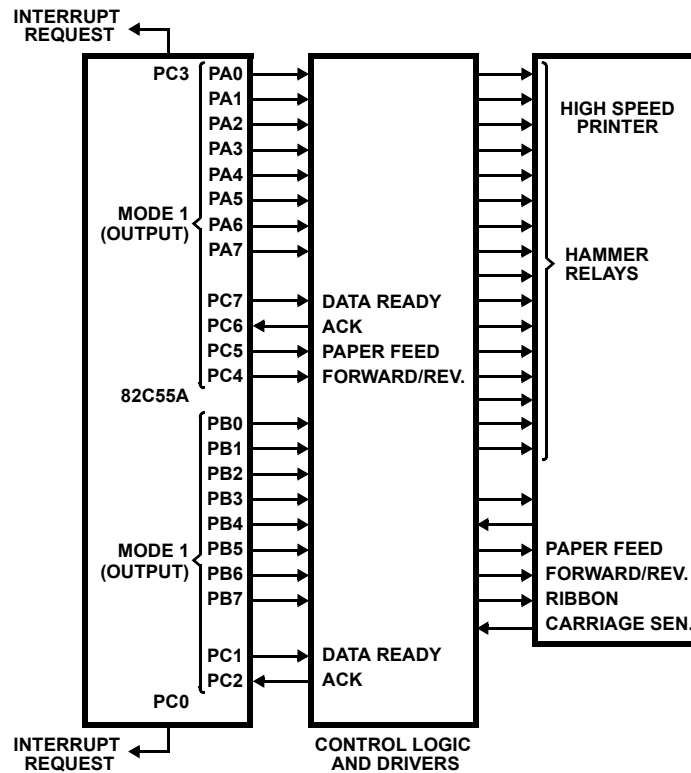 INTERRUPT
REQUEST
PC3 PA0
PA1
PA2
PA3
PA4
PA5
PA6
PA7
MODE 1
(OUTPUT)
PC7
PC6
PC5
PC4
82C55A
PB0
PB1
PB2
PB3
PB4
PB5
PB6
PB7
MODE 1
(OUTPUT)
PC1
PC2
PC0
INTERRUPT
REQUEST
DATA READY
ACK
PAPER FEED
FORWARD/REV.
DATA READY
ACK
CONTROL LOGIC
AND DRIVERS
HIGH SPEED
PRINTER
HAMMER
RELAYS
PAPER FEED
FORWARD/REV.
RIBBON
CARRIAGE SEN.